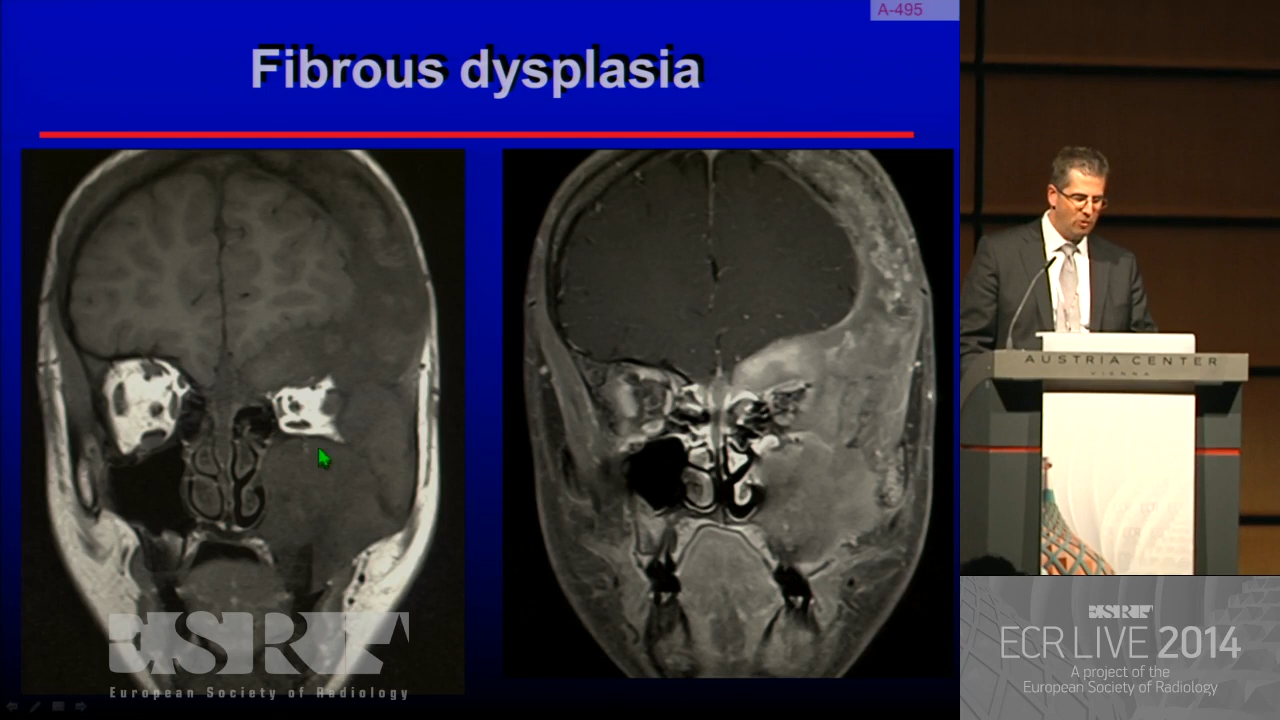 A-495
Fibrous dysplasia
AUSTRIA CENTER
VIENNA
ESR
European Society of Radiology
ESR
ECR LIVE 2014
A project of the
European Society of Radiology